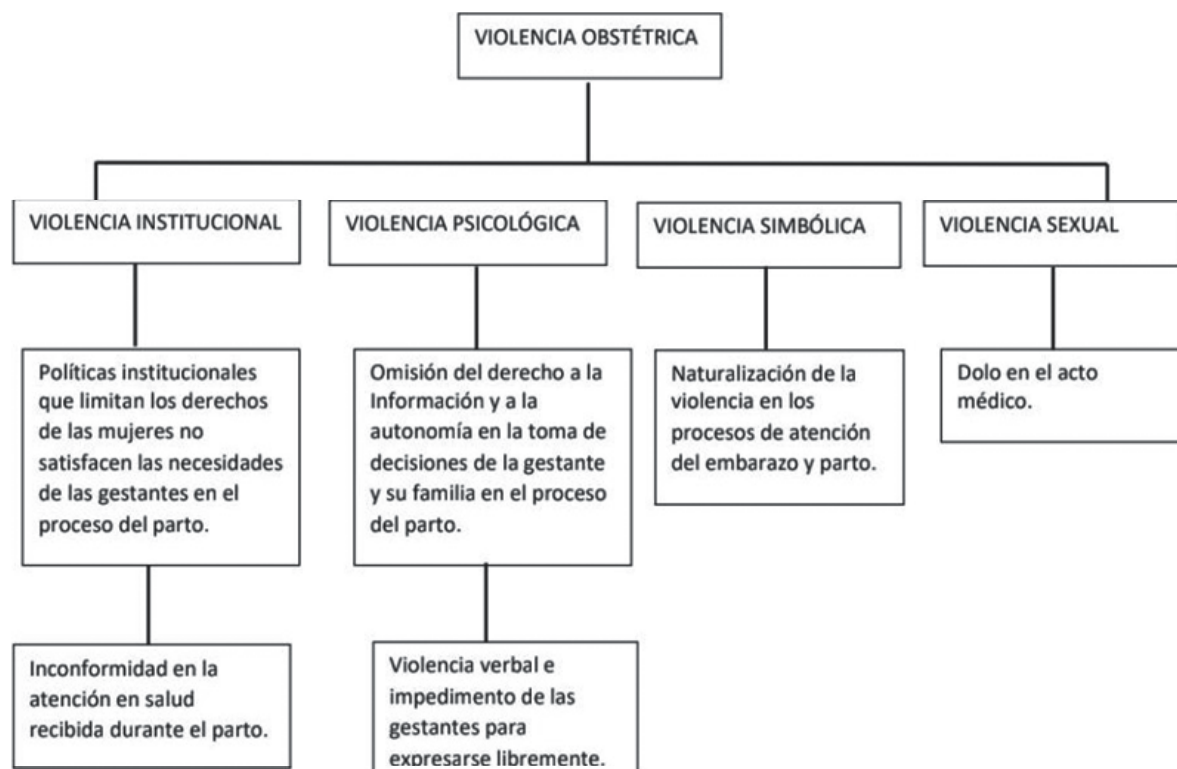 VIOLENCIA OBSTÉTRICA
VIOLENCIA INSTITUCIONAL
VIOLENCIA PSICOLÓGICA
VIOLENCIA SIMBÓLICA
VIOLENCIA SEXUAL
Políticas institucionales
que limitan los derechos
de las mujeres no
satisfacen las necesidades
de las gestantes en el
proceso del parto.
Omisión del derecho a la
Información y a la
autonomía en la toma de
decisiones de la gestante
y su familia en el proceso
del parto.
Naturalización de la
violencia en los
procesos de atención
del embarazo y parto.
Dolo en el acto
médico.
Inconformidad en la
atención en salud
recibida durante el parto.
Violencia verbal e
impedimento de las
gestantes para
expresarse libremente.